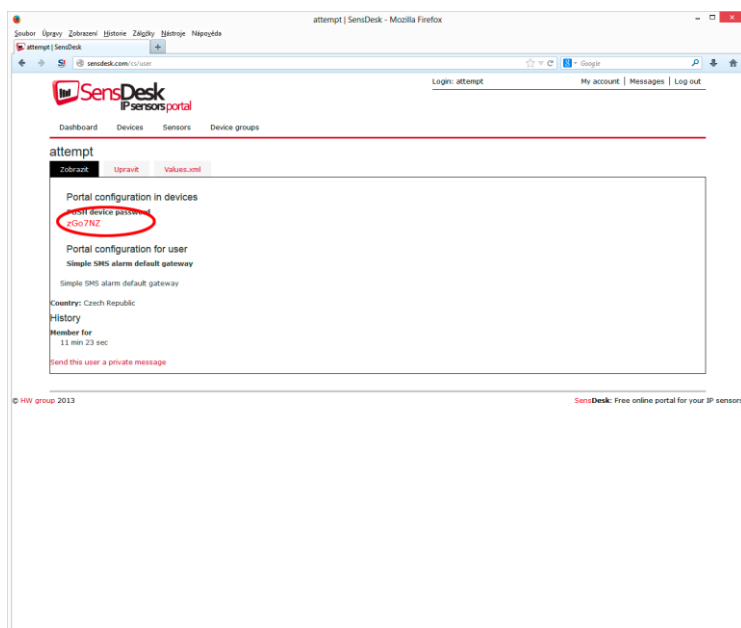 attempt | SensDesk - Mozilla Firefox
Soubor Úpravy Zobrazení Historie Záložky Nástroje Nápověda
attempt | SensDesk
sensdesk.com/cs/user
Google
SensDesk
IP sensors portal
Login: attempt
My account | Messages | Log out
Dashboard Devices Sensors Device groups
attempt
Zobrazit Upravit Values.xml
Portal configuration in devices
PUSH device password
zGo7NZ
Portal configuration for user
Simple SMS alarm default gateway
Simple SMS alarm default gateway
Country: Czech Republic
History
Member for
11 min 23 sec
Send this user a private message
© HW group 2013
SensDesk: Free online portal for your IP sensors